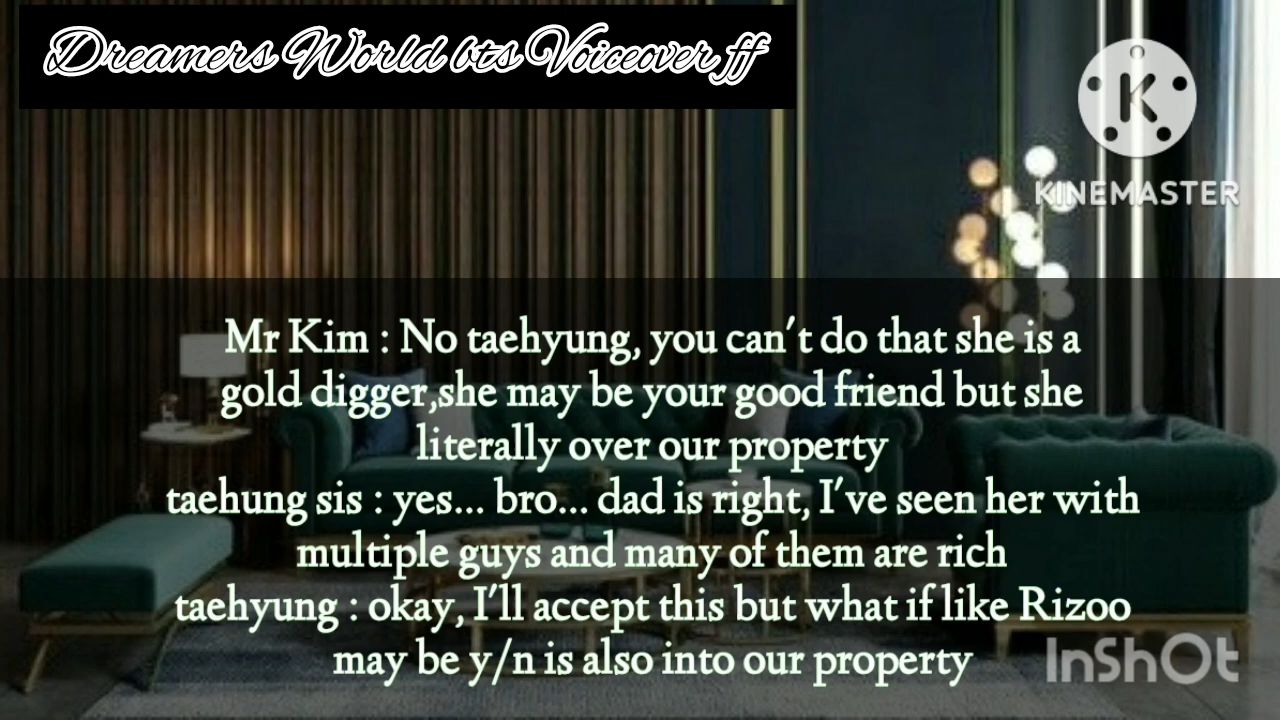 Dreamers World bts Voiceover ff
K
KINEMASTER
Mr Kim : No taehyung, you can't do that she is a
gold digger,she may be your good friend but she
literally over our property
taehung sis : yes... bro... dad is right, I've seen her with
multiple guys and many of them are rich
taehyung : okay, I'll accept this but what if like Rizoo
may be y/n is also into our property
InShOt